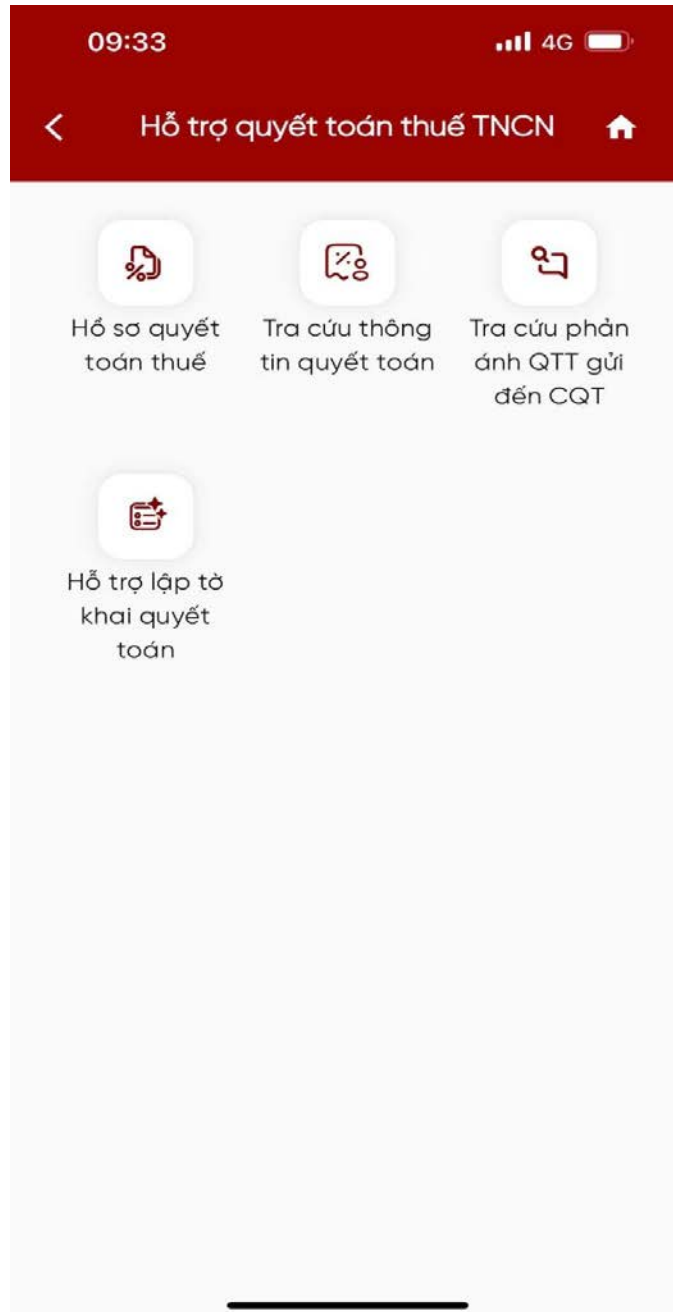 09:33
4G
Hỗ trợ quyết toán thuế TNCN
Hồ sơ quyết
toán thuế
Tra cứu thông
tin quyết toán
Tra cứu phản
ánh QTT gửi
đến CQT
Hỗ trợ lập tờ
khai quyết
toán